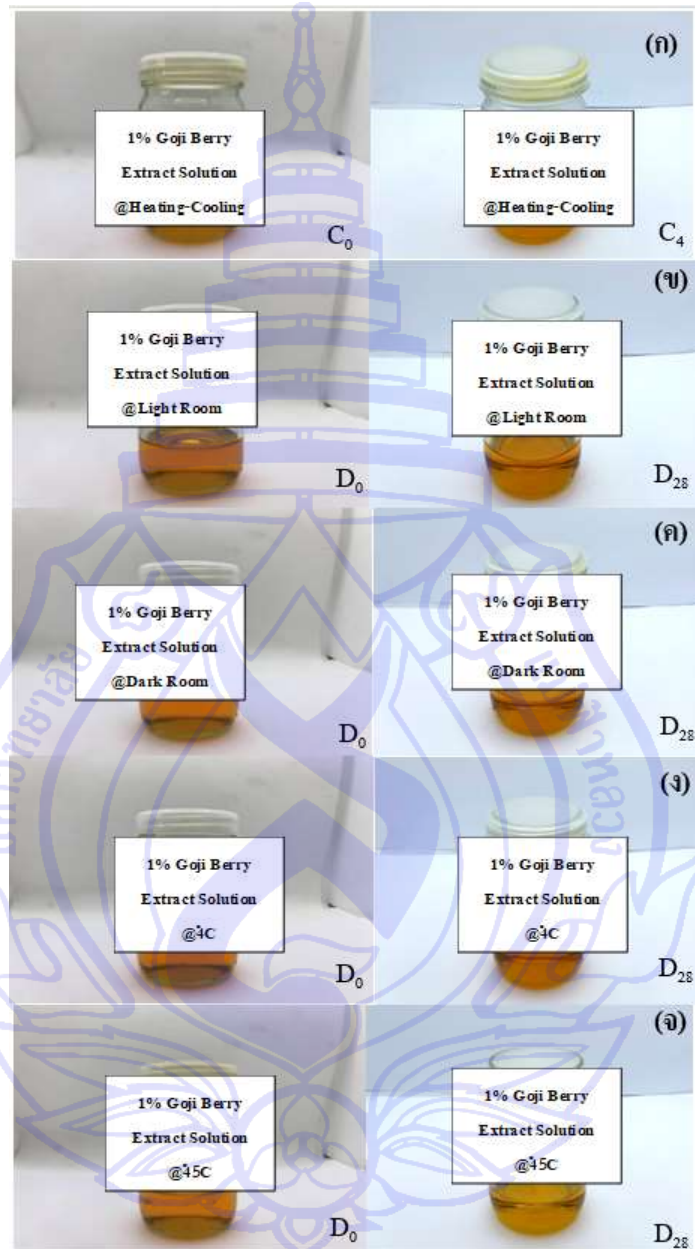 (ก)
1% Goji Berry
Extract Solution
@Heating-Cooling
C₀
1% Goji Berry
Extract Solution
@Heating-Cooling
C₄
(ข)
1% Goji Berry
Extract Solution
@Light Room
D₀
1% Goji Berry
Extract Solution
@Light Room
D₂₈
(ค)
1% Goji Berry
Extract Solution
@Dark Room
D₀
1% Goji Berry
Extract Solution
@Dark Room
D₂₈
(ง)
1% Goji Berry
Extract Solution
@4̊C
D₀
1% Goji Berry
Extract Solution
@4̊C
D₂₈
(จ)
1% Goji Berry
Extract Solution
@4̊5C
D₀
1% Goji Berry
Extract Solution
@4̊5C
D₂₈